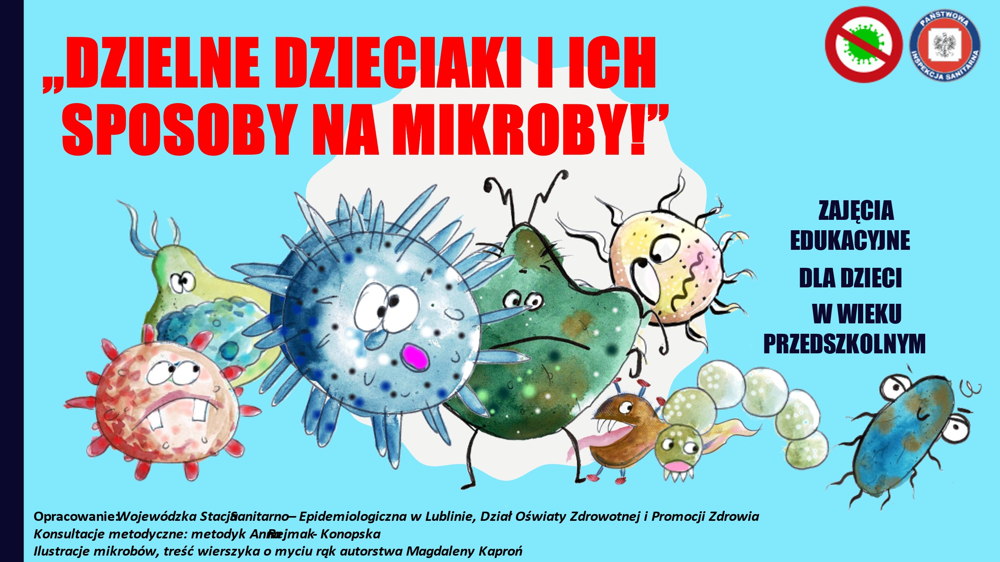 „DZIELNE DZIECIAKI I ICH
SPOSOBY NA MIKROBY!”
PAŃSTWOWA
INSPEKCJA SANITARNA
ZAJĘCIA
EDUKACYJNE
DLA DZIECI
W WIEKU
PRZEDSZKOLNYM
Opracowanie: Wojewódzka Stacja Sanitarno – Epidemiologiczna w Lublinie, Dział Oświaty Zdrowotnej i Promocji Zdrowia
Konsultacje metodyczne: metodyk Anna Rejmak- Konopska
Ilustracje mikrobów, treść wierszyka o myciu rąk autorstwa Magdaleny Kaproń